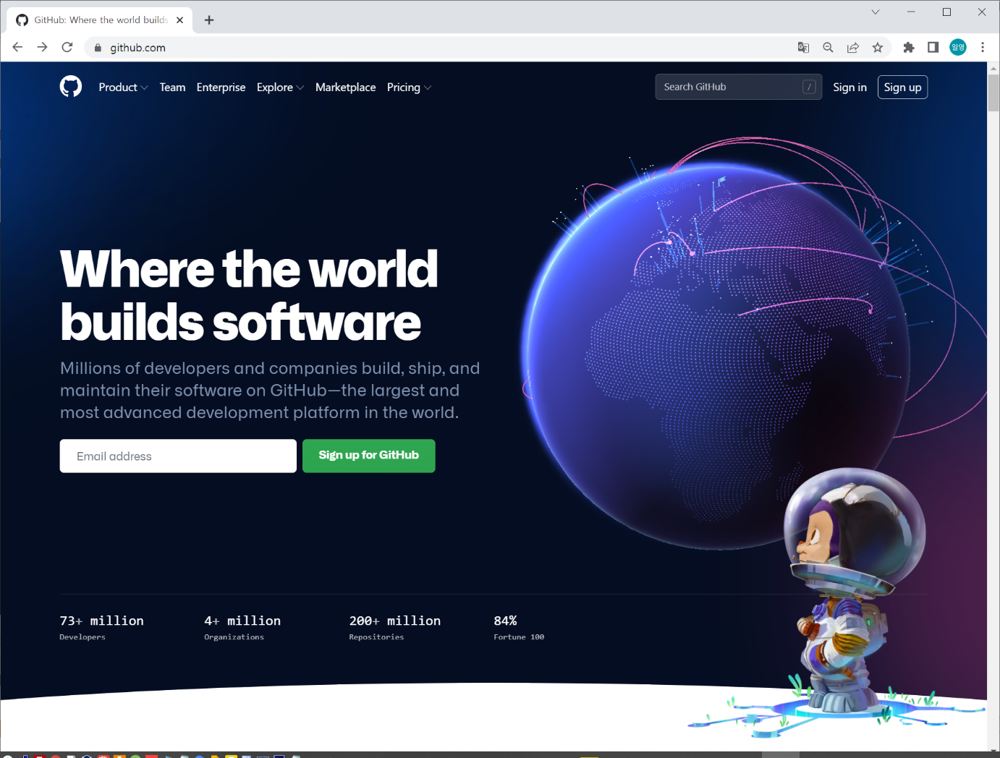 GitHub: Where the world builds
github.com
일영
Product Team Enterprise Explore Marketplace Pricing
Search GitHub /
Sign in
Sign up
Where the world
builds software
Millions of developers and companies build, ship, and
maintain their software on GitHub—the largest and
most advanced development platform in the world.
Email address
Sign up for GitHub
73+ million
Developers
4+ million
Organizations
200+ million
Repositories
84%
Fortune 100